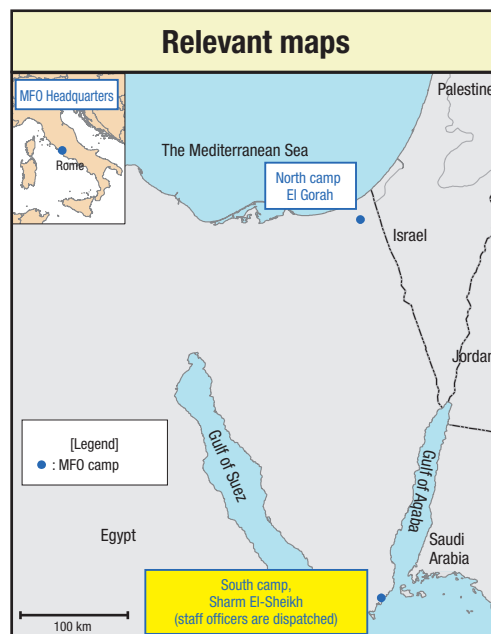 Relevant maps
MFO Headquarters
Rome
Palestine
The Mediterranean Sea
North camp
El Gorah
Israel
Jordan
[Legend]
: MFO camp
Gulf of Suez
Gulf of Aqaba
Egypt
Saudi
Arabia
South camp,
Sharm El-Sheikh
(staff officers are dispatched)
100 km